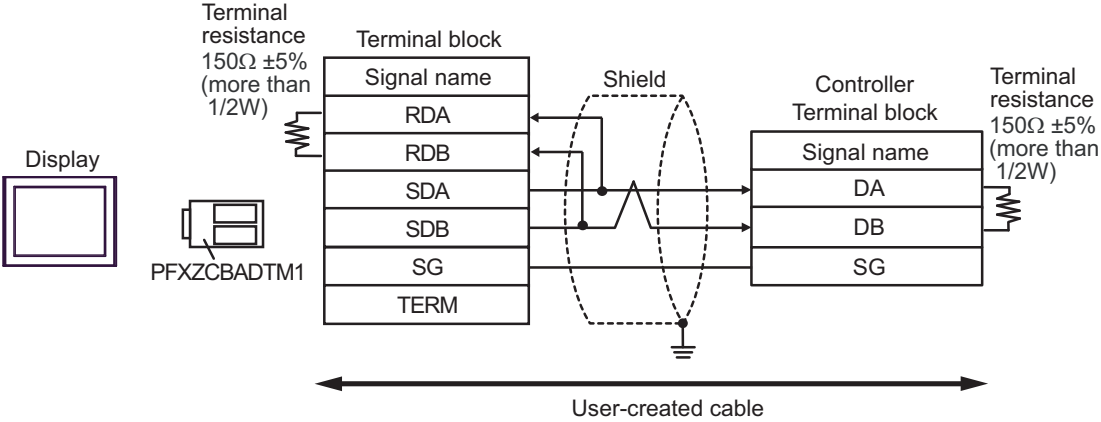 Display
PFXZCBADTM1
Terminal
resistance
150Ω ±5%
(more than
1/2W)
Terminal block
Signal name
RDA
RDB
SDA
SDB
SG
TERM
Shield
Controller
Terminal block
Signal name
DA
DB
SG
Terminal
resistance
150Ω ±5%
(more than
1/2W)
User-created cable